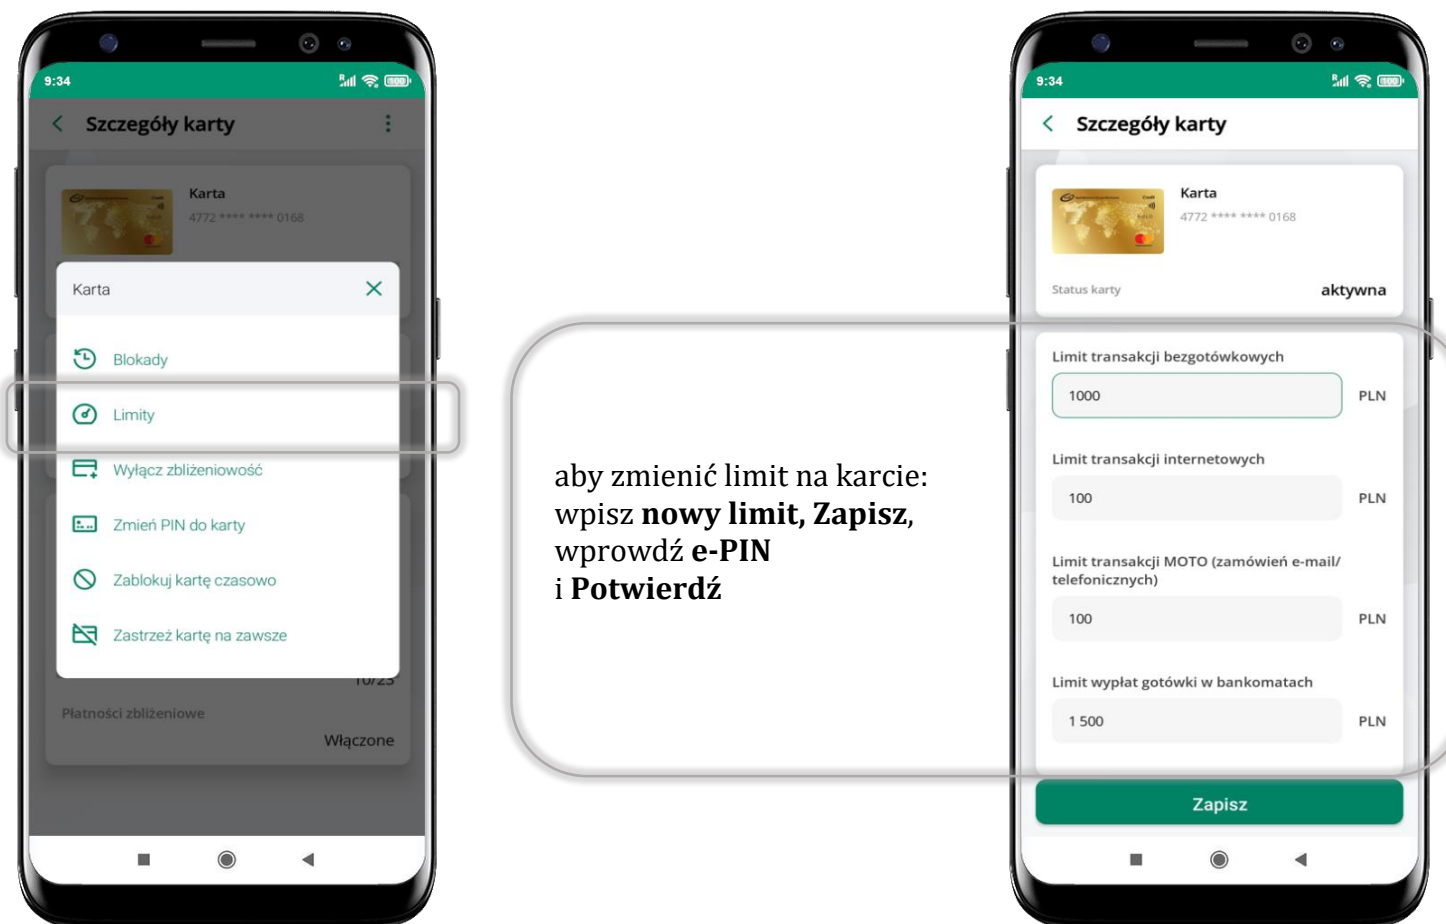 9:34
Szczegóły karty
Karta
4772 **** **** 0168
Karta
Blokady
Limity
Wyłącz zbliżeniowość
Zmień PIN do karty
Zablokuj kartę czasowo
Zastrzeż kartę na zawsze
10/25
Płatności zbliżeniowe
Włączone
aby zmienić limit na karcie:
wpisz nowy limit, Zapisz,
wprowdź e-PIN
i Potwierdź
9:34
Szczegóły karty
Karta
4772 **** **** 0168
Status karty
aktywna
Limit transakcji bezgotówkowych
1000 PLN
Limit transakcji internetowych
100 PLN
Limit transakcji MOTO (zamówień e-mail/
telefonicznych)
100 PLN
Limit wypłat gotówki w bankomatach
1 500 PLN
Zapisz